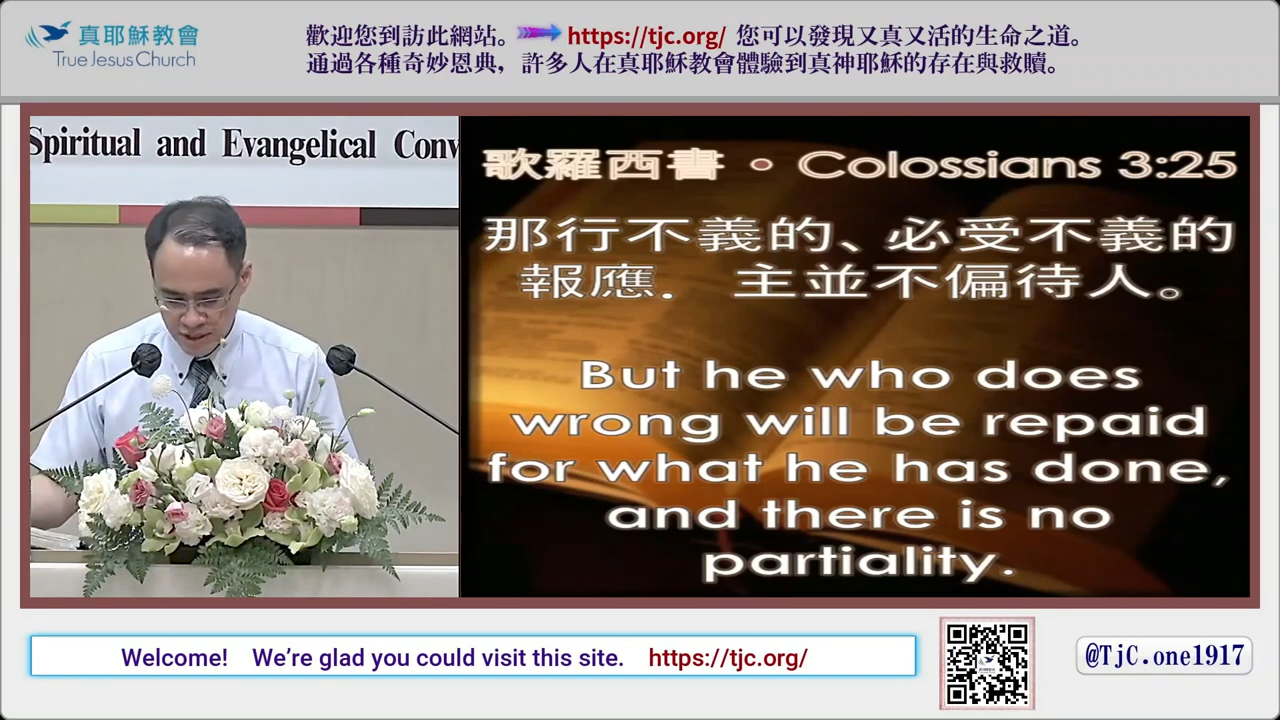 真耶穌教會
True Jesus Church
歡迎您到訪此網站。 https://tjc.org/ 您可以發現又真又活的生命之道。
通過各種奇妙恩典，許多人在真耶穌教會體驗到真神耶穌的存在與救贖。
Spiritual and Evangelical Conv
歌羅西書 • Colossians 3:25
那行不義的、必受不義的
報應． 主並不偏待人。
But he who does
wrong will be repaid
for what he has done,
and there is no
partiality.
Welcome! We’re glad you could visit this site. https://tjc.org/
@TjC.one1917